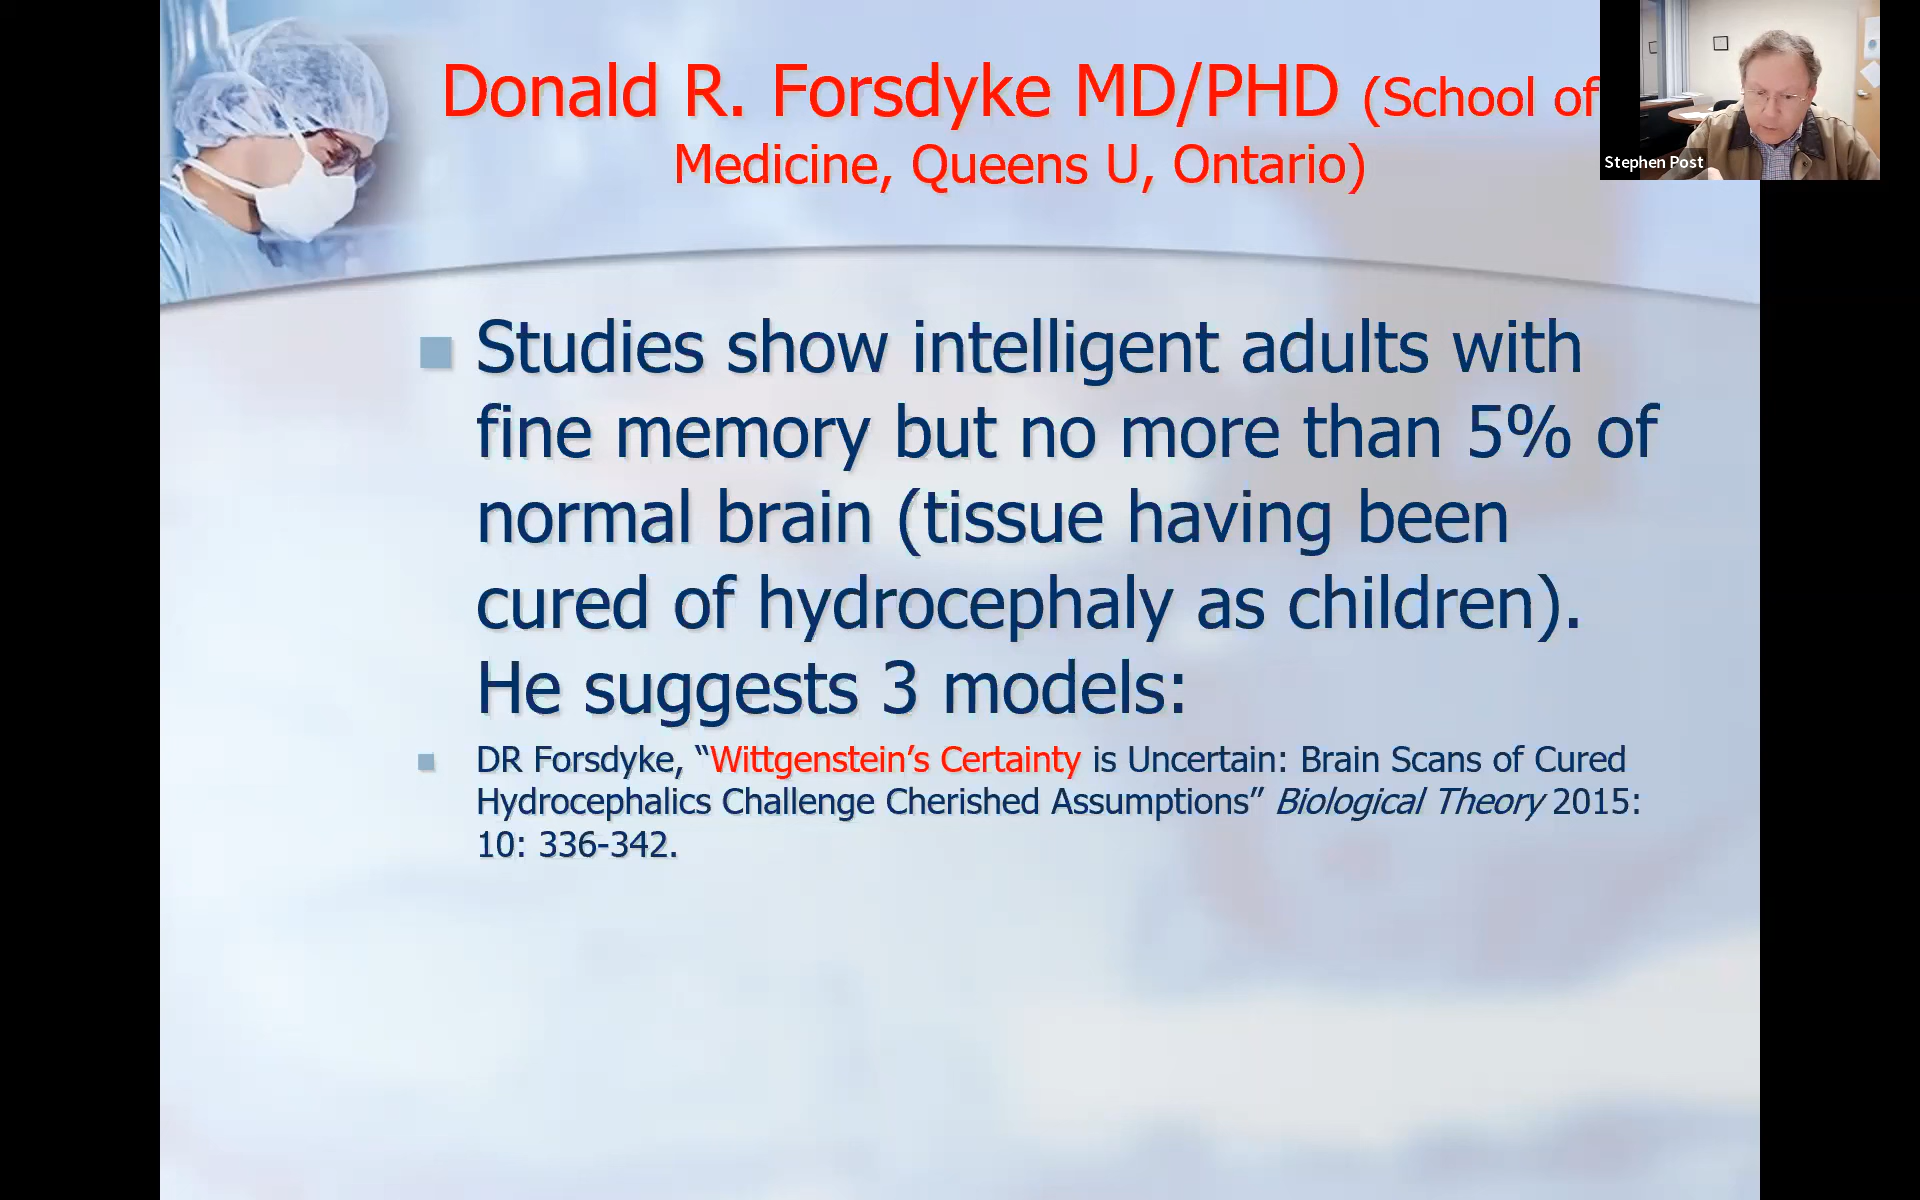 Donald R. Forsdyke MD/PHD (School of
Medicine, Queens U, Ontario)
Stephen Post
Studies show intelligent adults with
fine memory but no more than 5% of
normal brain (tissue having been
cured of hydrocephaly as children).
He suggests 3 models:
DR Forsdyke, “Wittgenstein’s Certainty is Uncertain: Brain Scans of Cured
Hydrocephalics Challenge Cherished Assumptions” Biological Theory 2015:
10: 336-342.